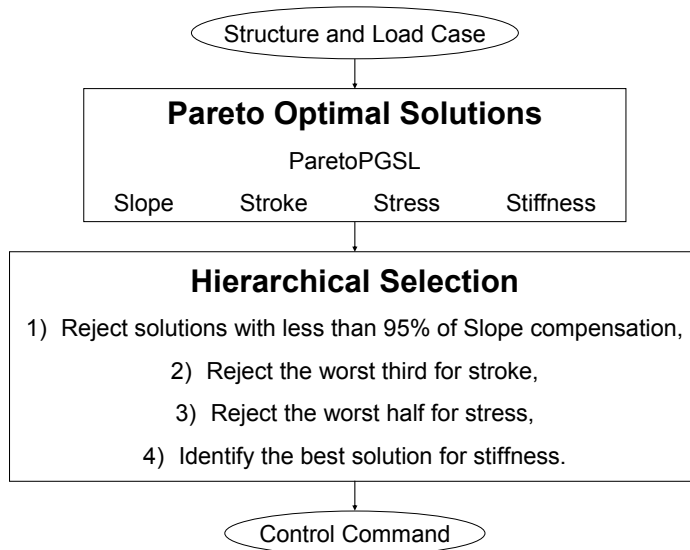 Structure and Load Case
Pareto Optimal Solutions
ParetoPGSL
Slope Stroke Stress Stiffness
Hierarchical Selection
1) Reject solutions with less than 95% of Slope compensation,
2) Reject the worst third for stroke,
3) Reject the worst half for stress,
4) Identify the best solution for stiffness.
Control Command